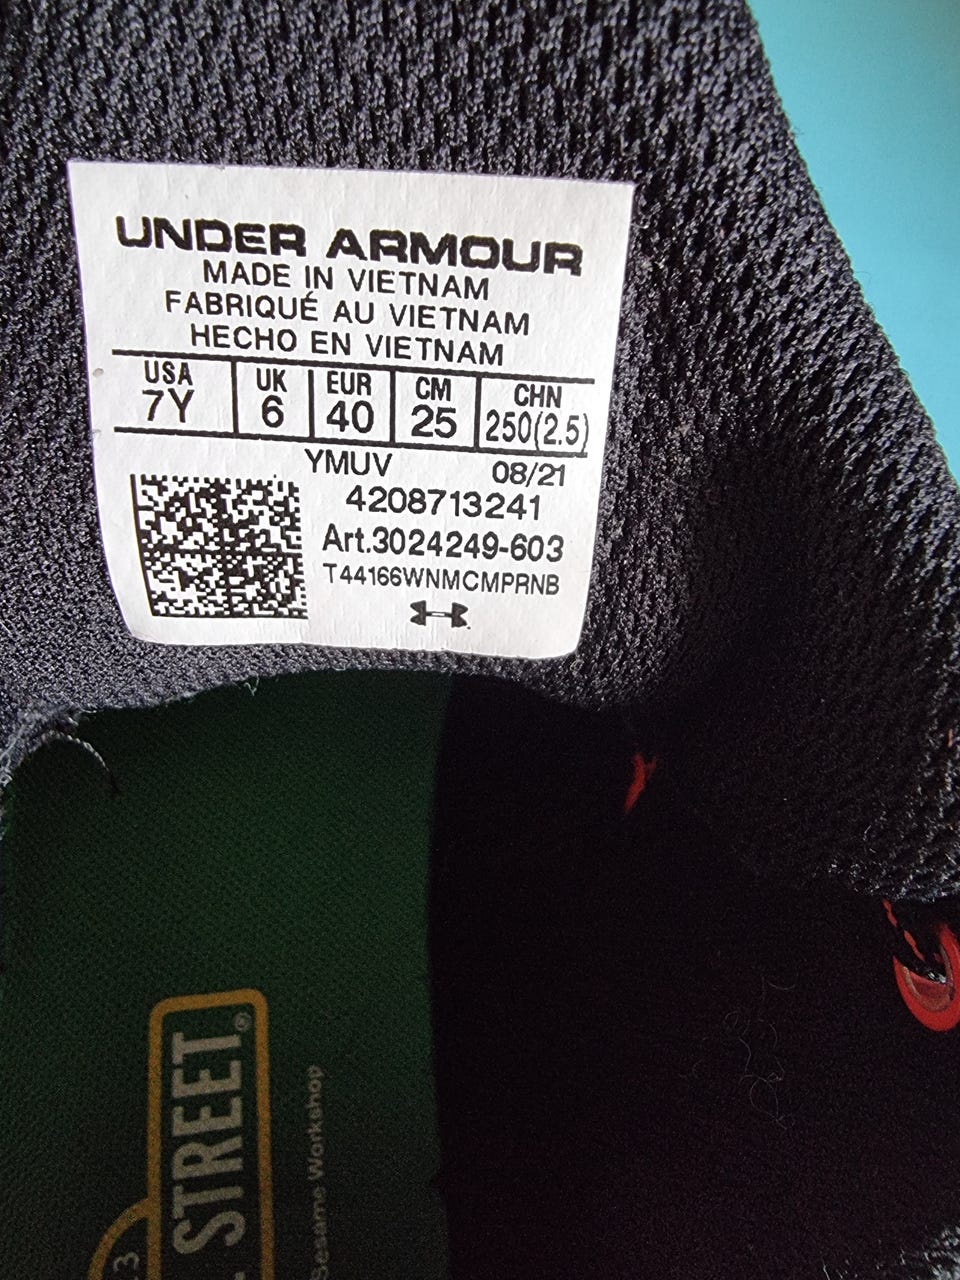 UNDER ARMOUR
MADE IN VIETNAM
FABRIQUÉ AU VIETNAM
HECHO EN VIETNAM
USA UK EUR CM CHN
7Y 6 40 25 250(2.5)
YMUV 08/21
4208713241
Art.3024249-603
T44166WNMCMPRNB
STREET®
Sesame Workshop